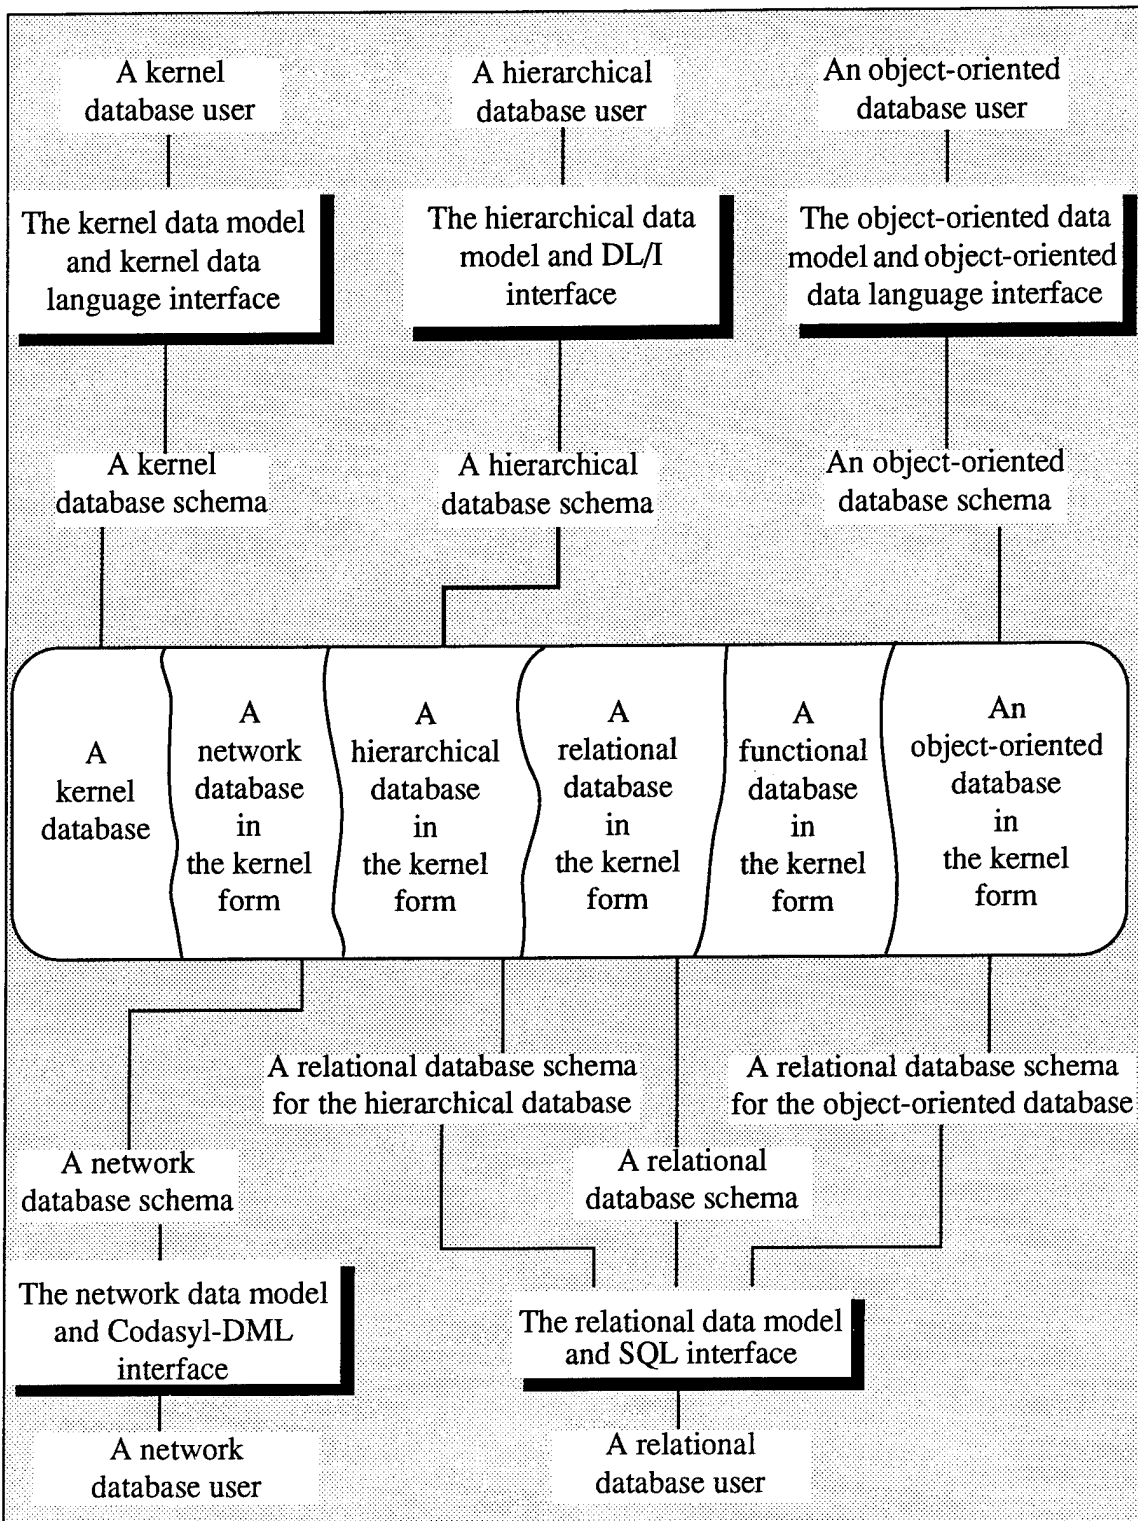 A kernel
database user
A hierarchical
database user
An object-oriented
database user
The kernel data model
and kernel data
language interface
The hierarchical data
model and DL/I
interface
The object-oriented data
model and object-oriented
data language interface
A kernel
database schema
A hierarchical
database schema
An object-oriented
database schema
A
kernel
database
A
network
database
in
the kernel
form
A
hierarchical
database
in
the kernel
form
A
relational
database
in
the kernel
form
A
functional
database
in
the kernel
form
An
object-oriented
database
in
the kernel
form
A relational database schema
for the hierarchical database
A relational database schema
for the object-oriented database
A network
database schema
A relational
database schema
The network data model
and Codasyl-DML
interface
The relational data model
and SQL interface
A network
database user
A relational
database user